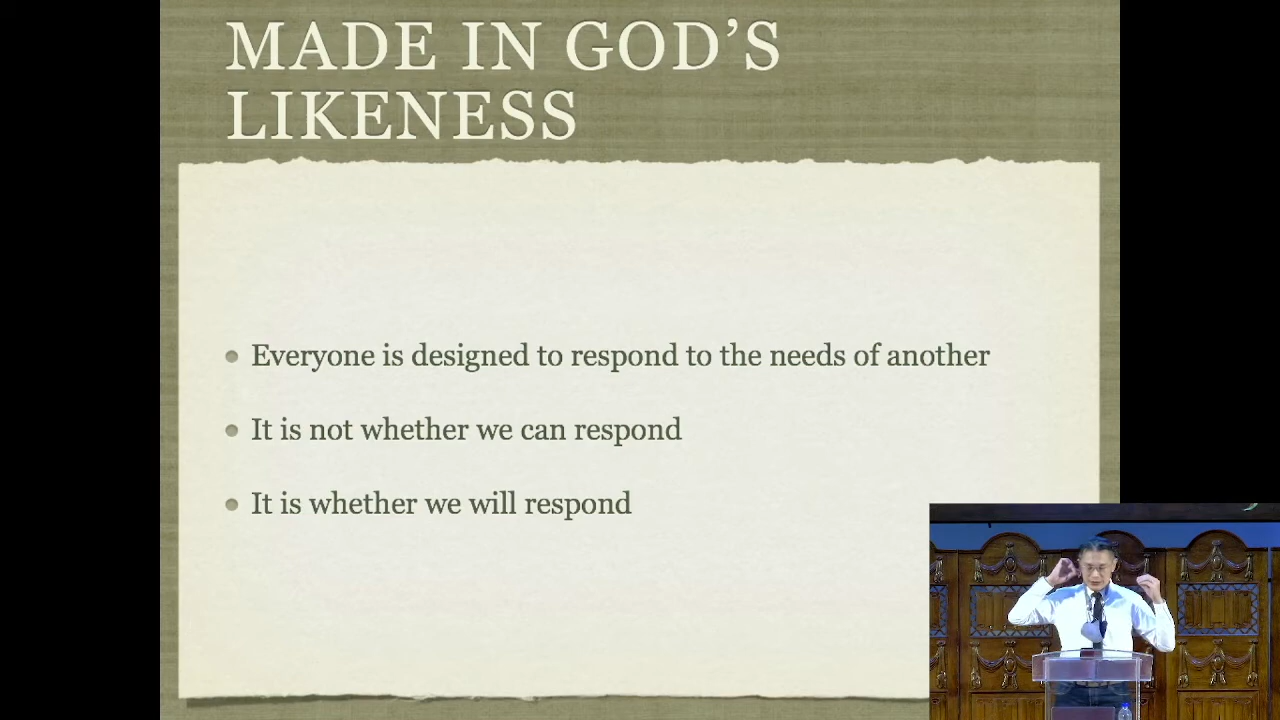 MADE IN GOD’S
LIKENESS
Everyone is designed to respond to the needs of another
It is not whether we can respond
It is whether we will respond